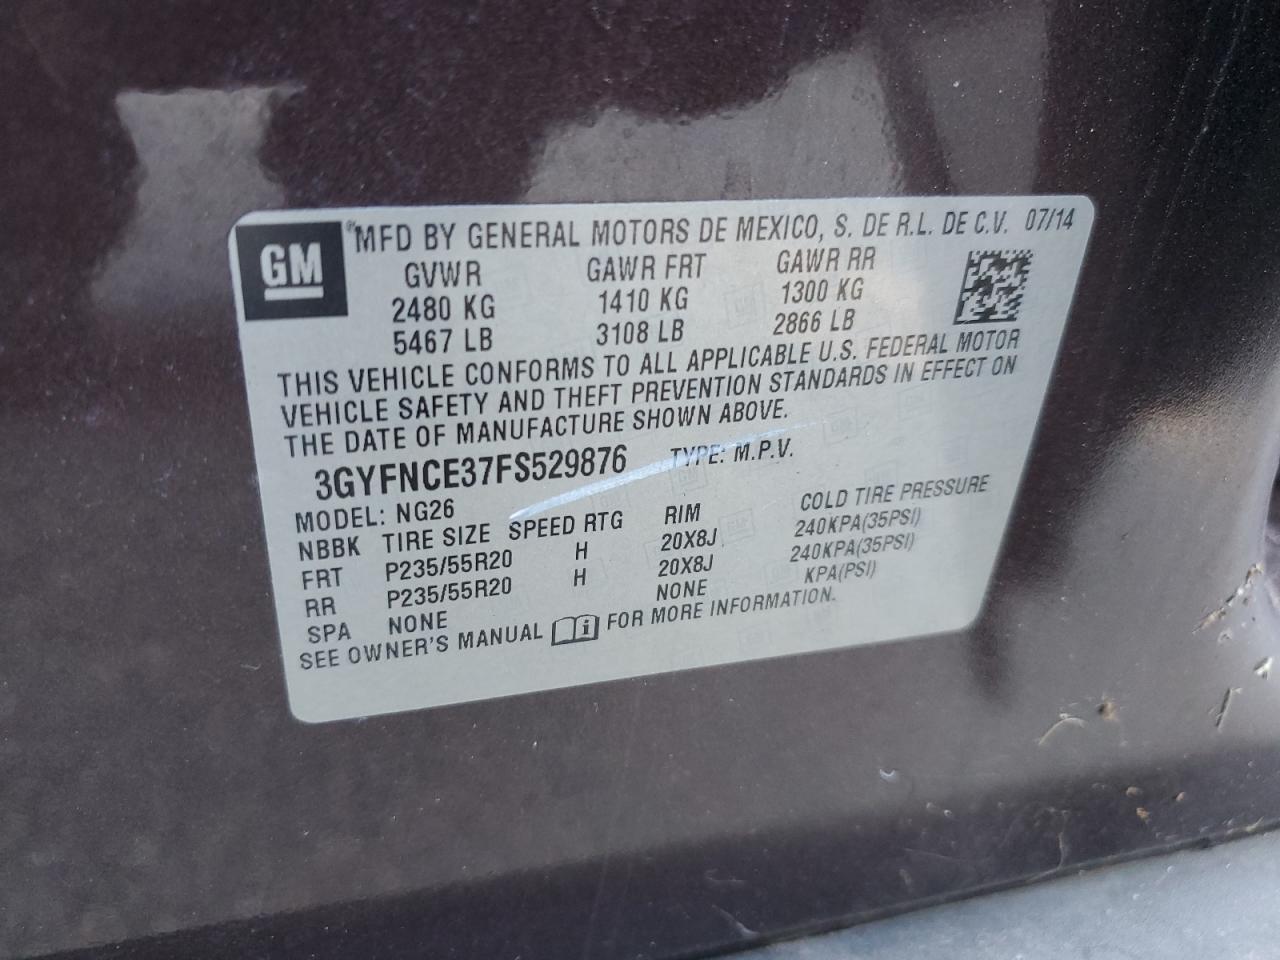 GM
®MFD BY GENERAL MOTORS DE MEXICO, S. DE R.L. DE C.V. 07/14
GVWR GAWR FRT GAWR RR
2480 KG 1410 KG 1300 KG
5467 LB 3108 LB 2866 LB
THIS VEHICLE CONFORMS TO ALL APPLICABLE U.S. FEDERAL MOTOR
VEHICLE SAFETY AND THEFT PREVENTION STANDARDS IN EFFECT ON
THE DATE OF MANUFACTURE SHOWN ABOVE.
3GYFNCE37FS529876 TYPE: M.P.V.
MODEL: NG26
NBBK TIRE SIZE SPEED RTG RIM COLD TIRE PRESSURE
FRT P235/55R20 H 20X8J 240KPA(35PSI)
RR P235/55R20 H 20X8J 240KPA(35PSI)
SPA NONE NONE KPA(PSI)
SEE OWNER'S MANUAL i FOR MORE INFORMATION.